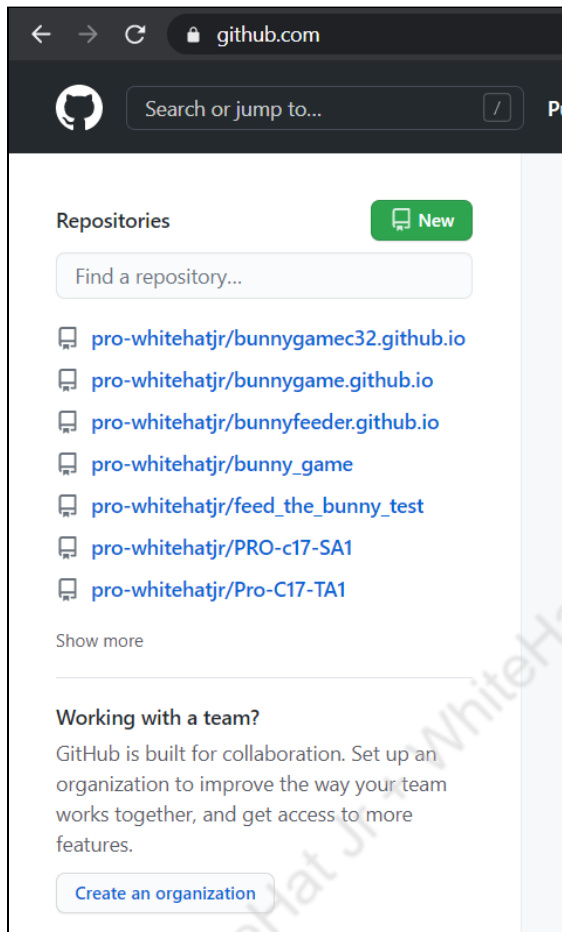 github.com
Search or jump to... /
Repositories New
Find a repository...
pro-whitehatjr/bunnygamec32.github.io
pro-whitehatjr/bunnygame.github.io
pro-whitehatjr/bunnyfeeder.github.io
pro-whitehatjr/bunny_game
pro-whitehatjr/feed_the_bunny_test
pro-whitehatjr/PRO-c17-SA1
pro-whitehatjr/Pro-C17-TA1
Show more
Working with a team?
GitHub is built for collaboration. Set up an
organization to improve the way your team
works together, and get access to more
features.
Create an organization